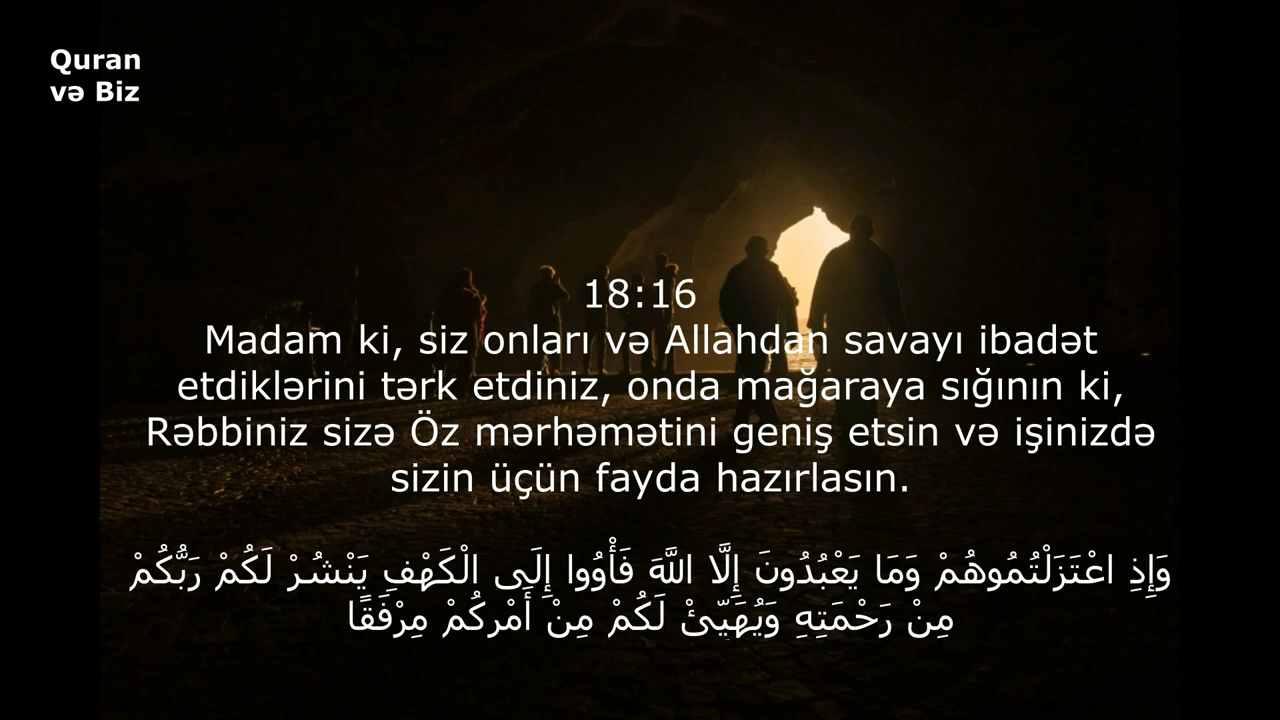 Quran
və Biz
18:16
Madam ki, siz onları və Allahdan savayı ibadət
etdiklərini tərk etdiniz, onda mağaraya sığının ki,
Rəbbiniz sizə Öz mərhəmətini geniş etsin və işinizdə
sizin üçün fayda hazırlasın.
وَإِذِ اعْتَزَلْتُمُوهُمْ وَمَا يَعْبُدُونَ إِلَّا اللَّهَ فَأْوُوا إِلَى الْكَهْفِ يَنْشُرْ لَكُمْ رَبُّكُمْ
مِنْ رَحْمَتِهِ وَيُهَيِّئْ لَكُمْ مِنْ أَمْرِكُمْ مِرْفَقًا